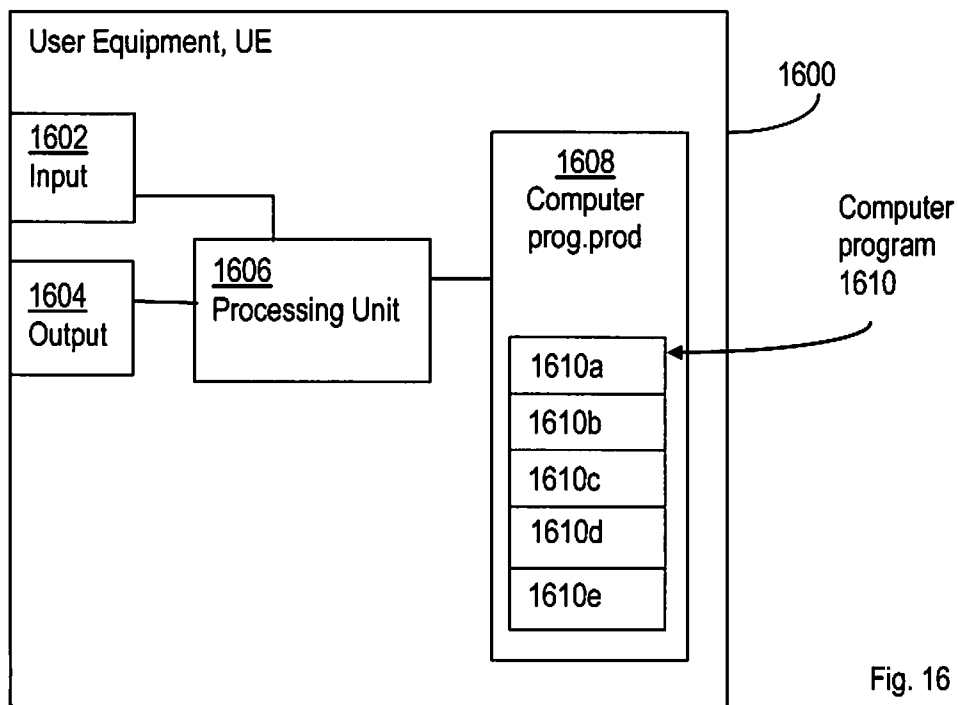 User Equipment, UE
1600
1602
Input
1608
Computer
prog.prod
Computer
program
1610
1606
Processing Unit
1604
Output
1610a
1610b
1610c
1610d
1610e
Fig. 16